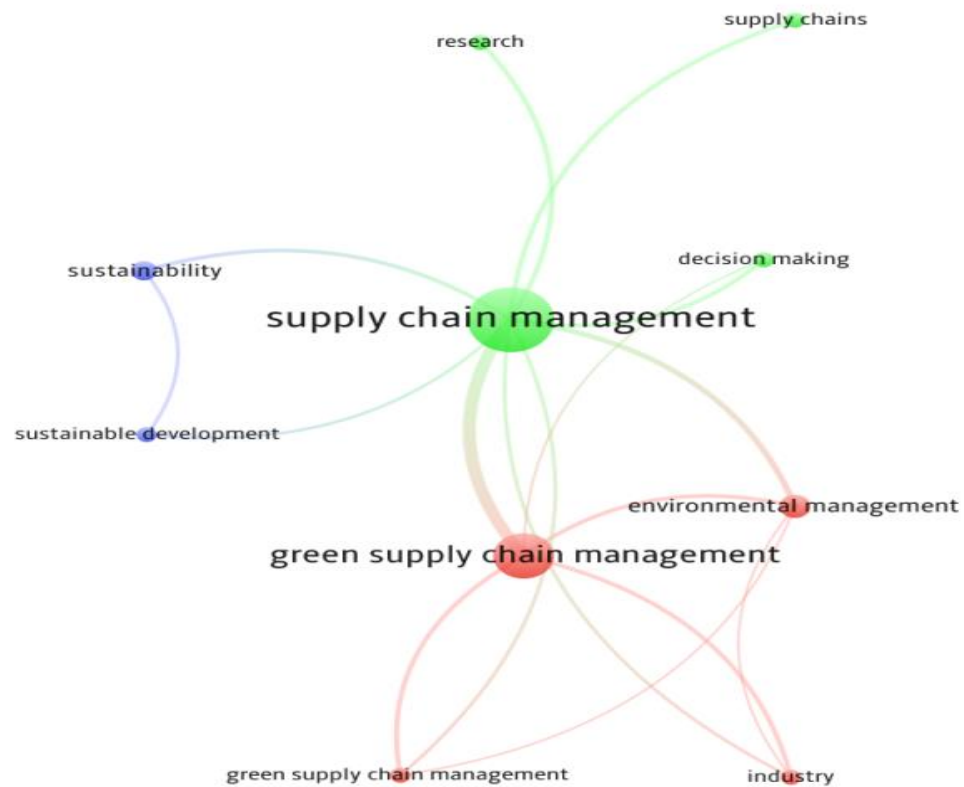 supply chains
research
decision making
sustainability
supply chain management
sustainable development
environmental management
green supply chain management
green supply chain management
industry